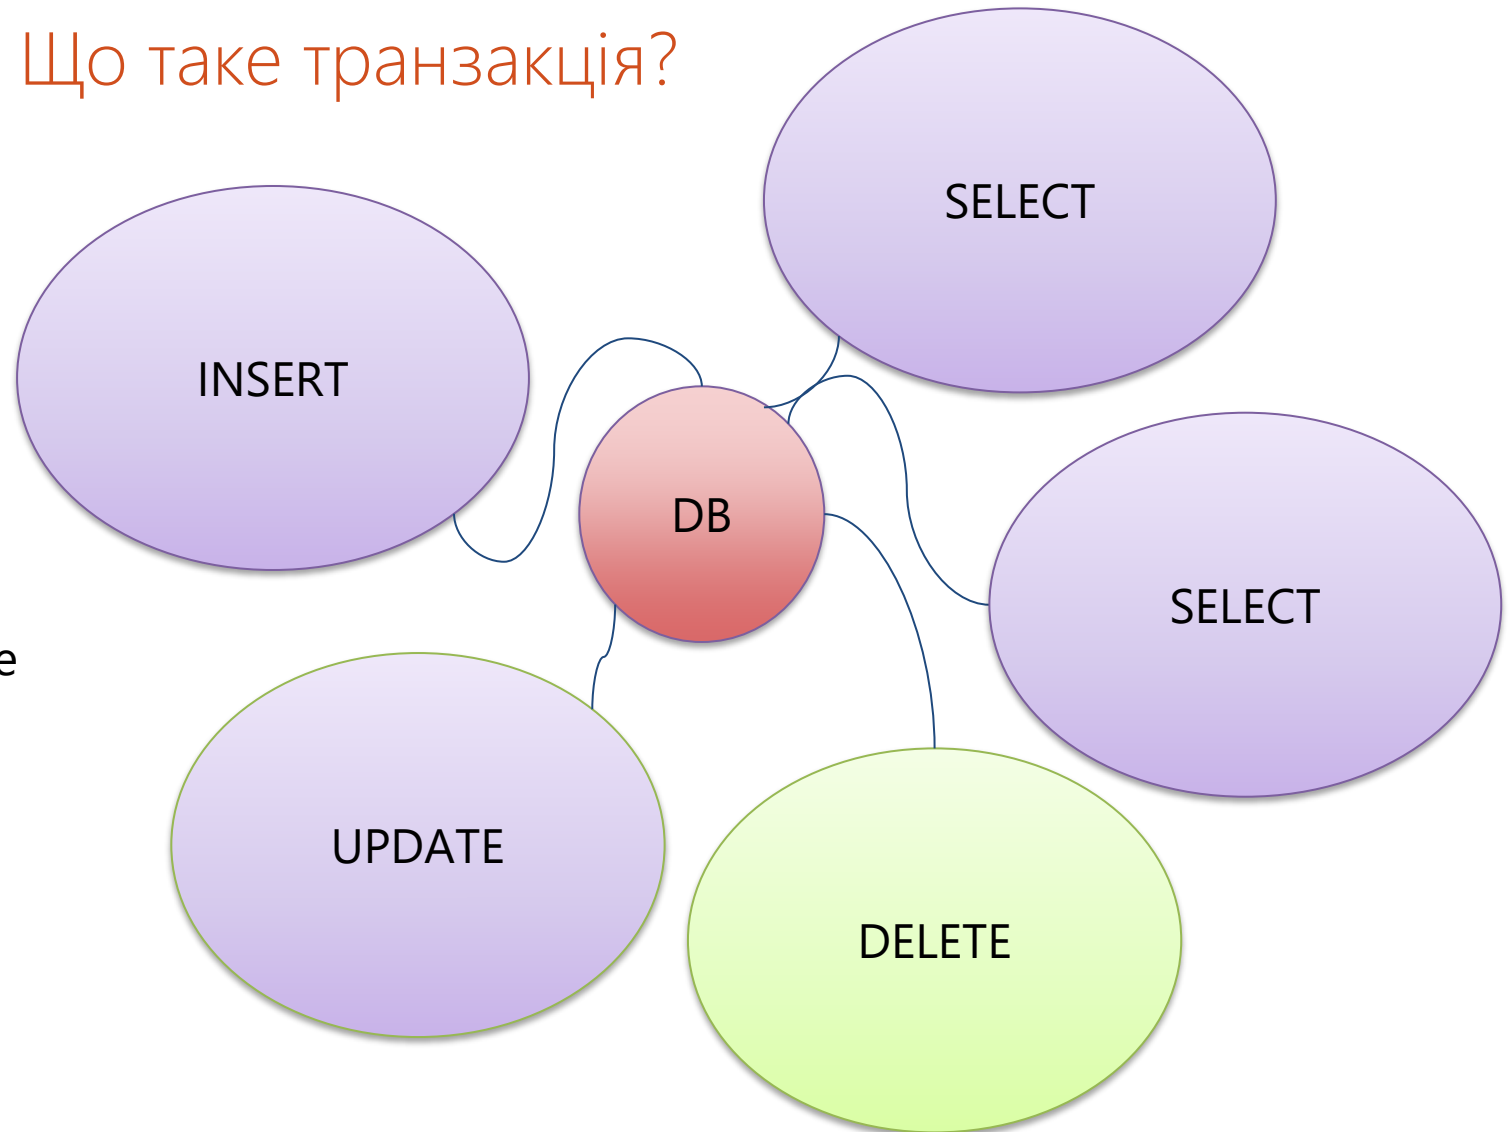 Що таке транзакція?
SELECT
INSERT
DB
SELECT
е
UPDATE
DELETE